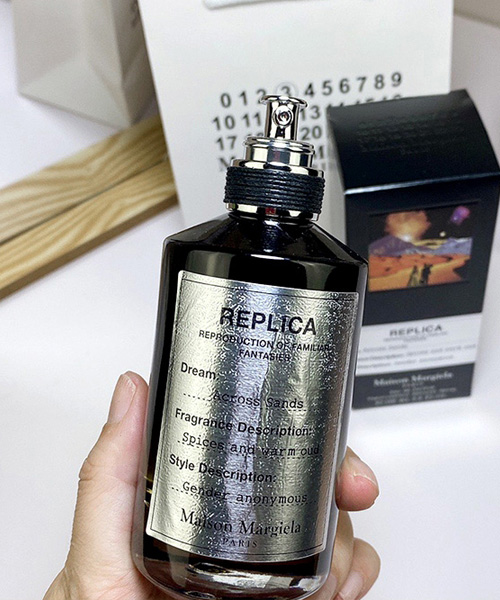 0 1 2 3 4 5 6 7 8 9
10 11
17
20
REPLICA
REPRODUCTION OF FAMILIAR
FANTASIES
Dream:
Across Sands
Fragrance Description:
Spices and warm oud
Style Description:
Gender anonymous
Maison Margiela
PARIS
REPLICA
Maison Margiela